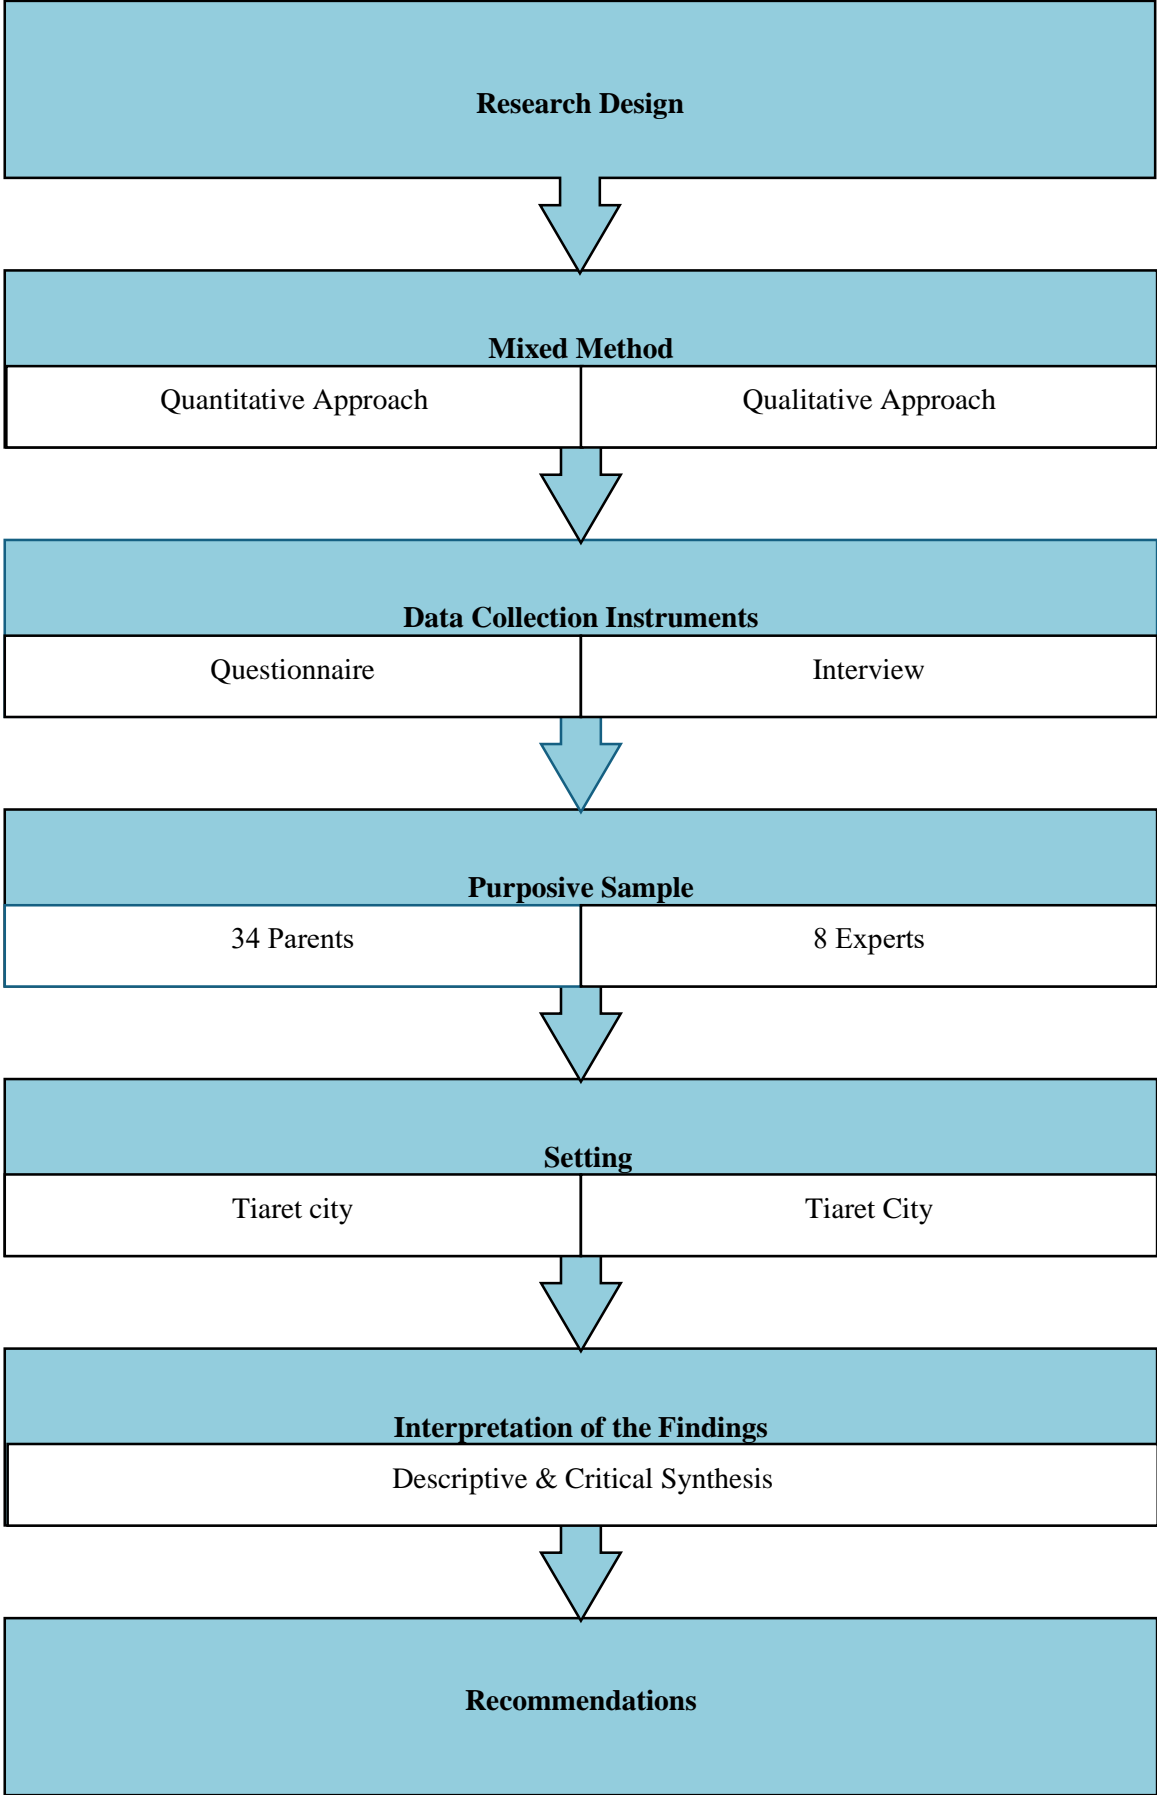 Research Design
Mixed Method
Quantitative Approach
Qualitative Approach
Data Collection Instruments
Questionnaire
Interview
Purposive Sample
34 Parents
8 Experts
Setting
Tiaret city
Tiaret City
Interpretation of the Findings
Descriptive & Critical Synthesis
Recommendations